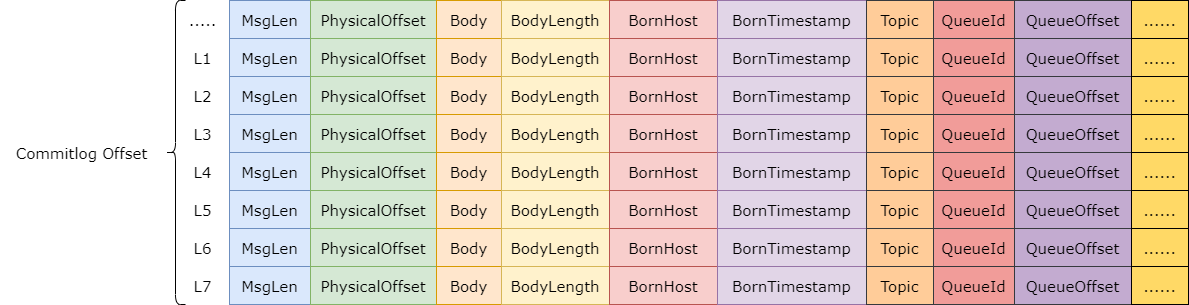 ..... MsgLen PhysicalOffset Body BodyLength BornHost BornTimestamp Topic QueueId QueueOffset ......
L1 MsgLen PhysicalOffset Body BodyLength BornHost BornTimestamp Topic QueueId QueueOffset ......
L2 MsgLen PhysicalOffset Body BodyLength BornHost BornTimestamp Topic QueueId QueueOffset ......
L3 MsgLen PhysicalOffset Body BodyLength BornHost BornTimestamp Topic QueueId QueueOffset ......
Commitlog Offset
L4 MsgLen PhysicalOffset Body BodyLength BornHost BornTimestamp Topic QueueId QueueOffset ......
L5 MsgLen PhysicalOffset Body BodyLength BornHost BornTimestamp Topic QueueId QueueOffset ......
L6 MsgLen PhysicalOffset Body BodyLength BornHost BornTimestamp Topic QueueId QueueOffset ......
L7 MsgLen PhysicalOffset Body BodyLength BornHost BornTimestamp Topic QueueId QueueOffset ......